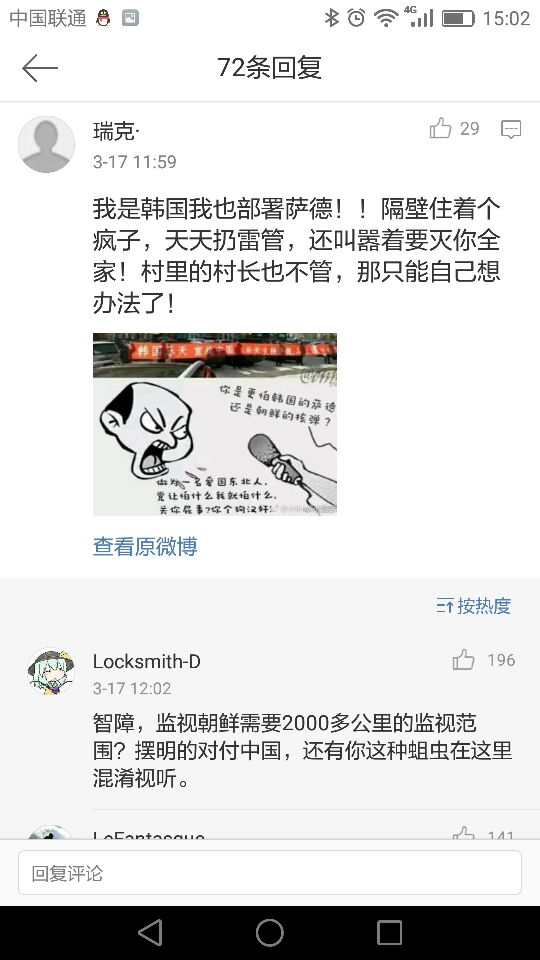 中国联通
4G
15:02
72条回复
瑞克·
29
3-17 11:59
我是韩国我也部署萨德！！隔壁住着个
疯子，天天扔雷管，还叫嚣着要灭你全
家！村里的村长也不管，那只能自己想
办法了！
韩国乐天
中国
你是更怕韩国的萨德
还是朝鲜的核弹？
做为一名爱国东北人，
党让怕什么我就怕什么，
关你屁事？你个狗汉奸！
查看原微博
按热度
Locksmith-D
196
3-17 12:02
智障，监视朝鲜需要2000多公里的监视范
围？摆明的对付中国，还有你这种蛆虫在这里
混淆视听。
LeFantasque
141
回复评论